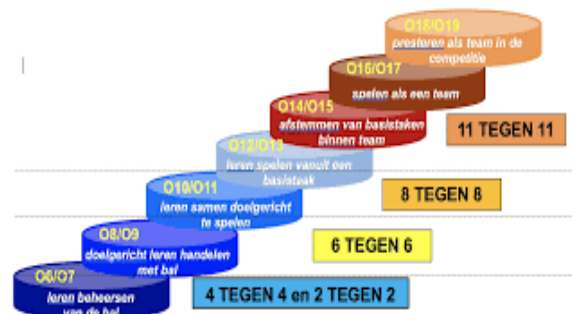 O18/O19
presteren als team in de
competitie
O16/O17
spelen als een team
O14/O15
afstemmen van basistaken
binnen team
11 TEGEN 11
O12/O13
leren spelen vanuit een
basistaak
8 TEGEN 8
O10/O11
leren samen doelgericht
te spelen
O8/O9
doelgericht leren handelen
met bal
6 TEGEN 6
O6/O7
leren beheersen
van de bal
4 TEGEN 4 en 2 TEGEN 2